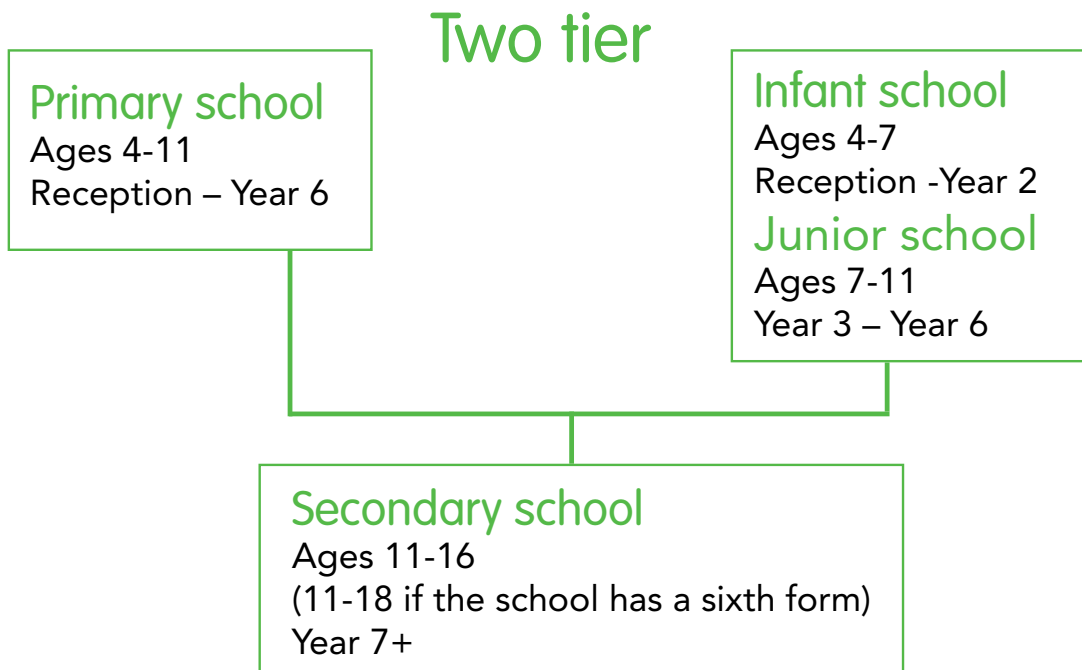 Two tier
Primary school
Ages 4-11
Reception – Year 6
Infant school
Ages 4-7
Reception -Year 2
Junior school
Ages 7-11
Year 3 – Year 6
Secondary school
Ages 11-16
(11-18 if the school has a sixth form)
Year 7+